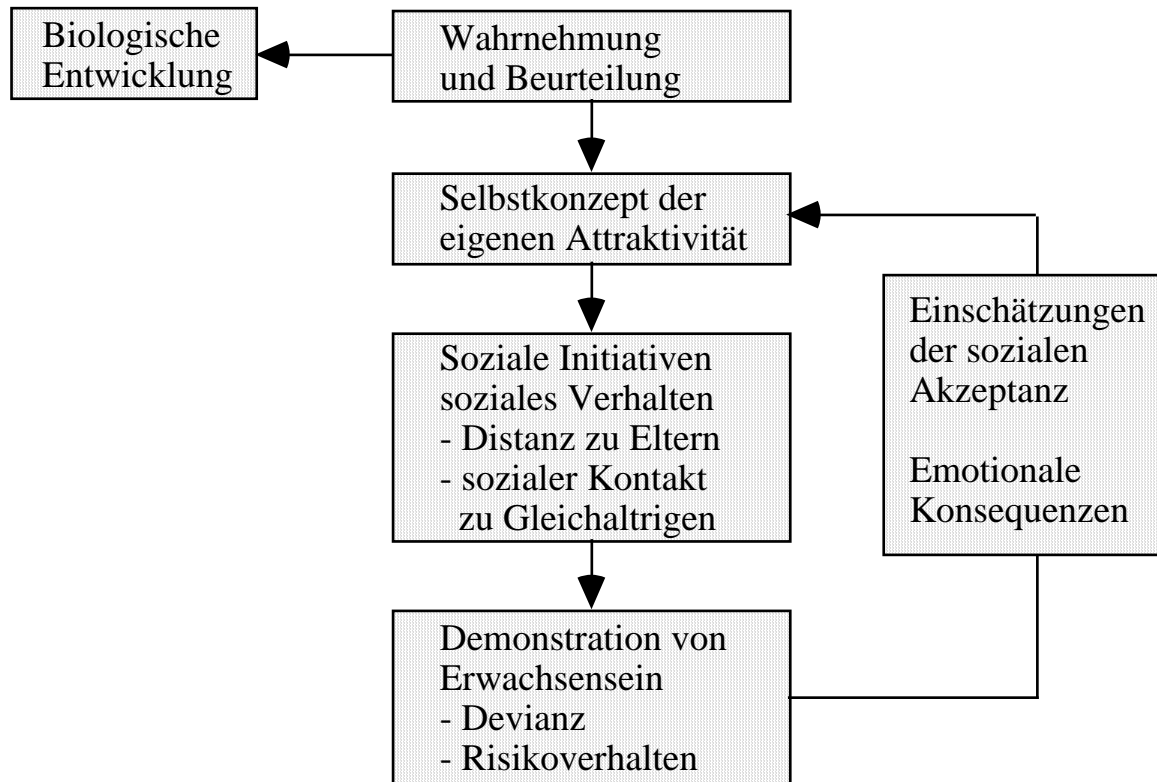 Biologische
Entwicklung
Wahrnehmung
und Beurteilung
Selbstkonzept der
eigenen Attraktivität
Soziale Initiativen
soziales Verhalten
- Distanz zu Eltern
- sozialer Kontakt
zu Gleichaltrigen
Demonstration von
Erwachsensein
- Devianz
- Risikoverhalten
Einschätzungen
der sozialen
Akzeptanz
Emotionale
Konsequenzen